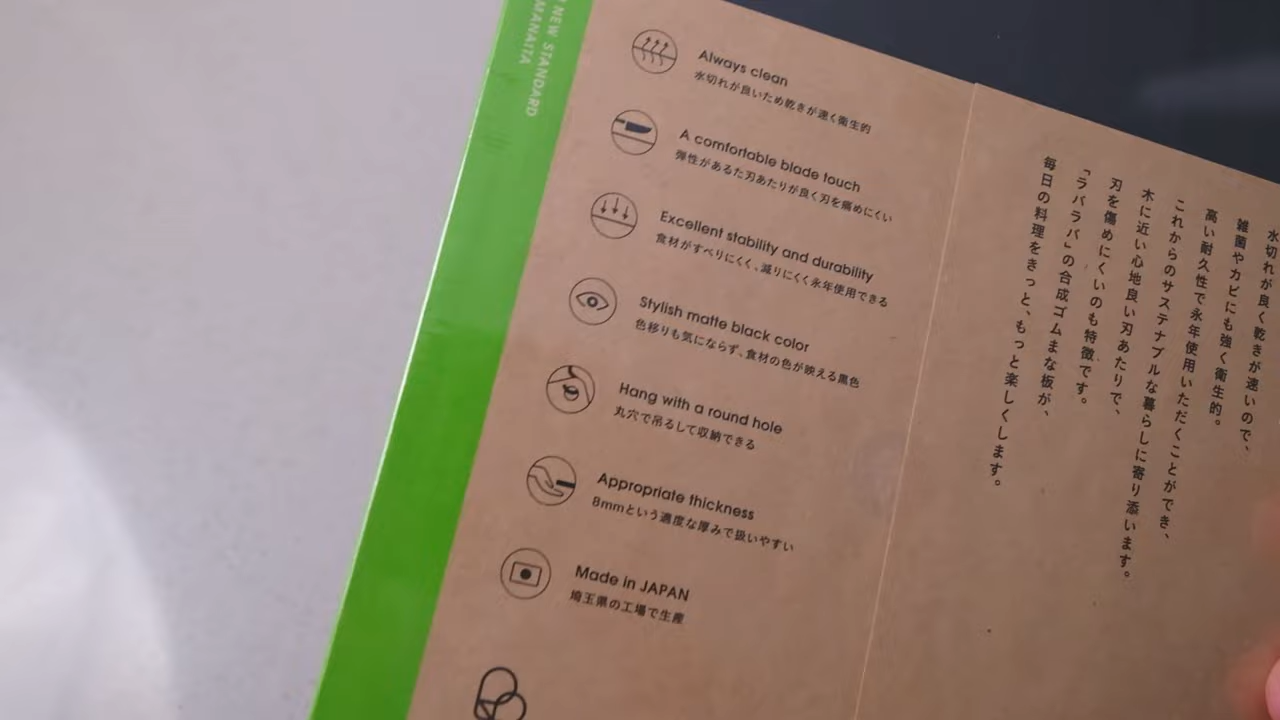 NEW STANDARD
MANAITA
Always clean
水切れが良いため乾きが速く衛生的
A comfortable blade touch
弾性があるた刃あたりが良く刃を痛めにくい
Excellent stability and durability
食材がすべりにくく、減りにくく永年使用できる
Stylish matte black color
色移りも気にならず、食材の色が映える黒色
Hang with a round hole
丸穴で吊るして収納できる
Appropriate thickness
8mmという適度な厚みで扱いやすい
Made in JAPAN
埼玉県の工場で生産
水切れが良く乾きが速いので、
雑菌やカビにも強く衛生的。
高い耐久性で永年使用いただくことができ、
これからのサステナブルな暮らしに寄り添います。
木に近い心地良い刃あたりで、
刃を傷めにくいのも特徴です。
「ラバラバ」の合成ゴムまな板が、
毎日の料理をきっと、もっと楽しくします。